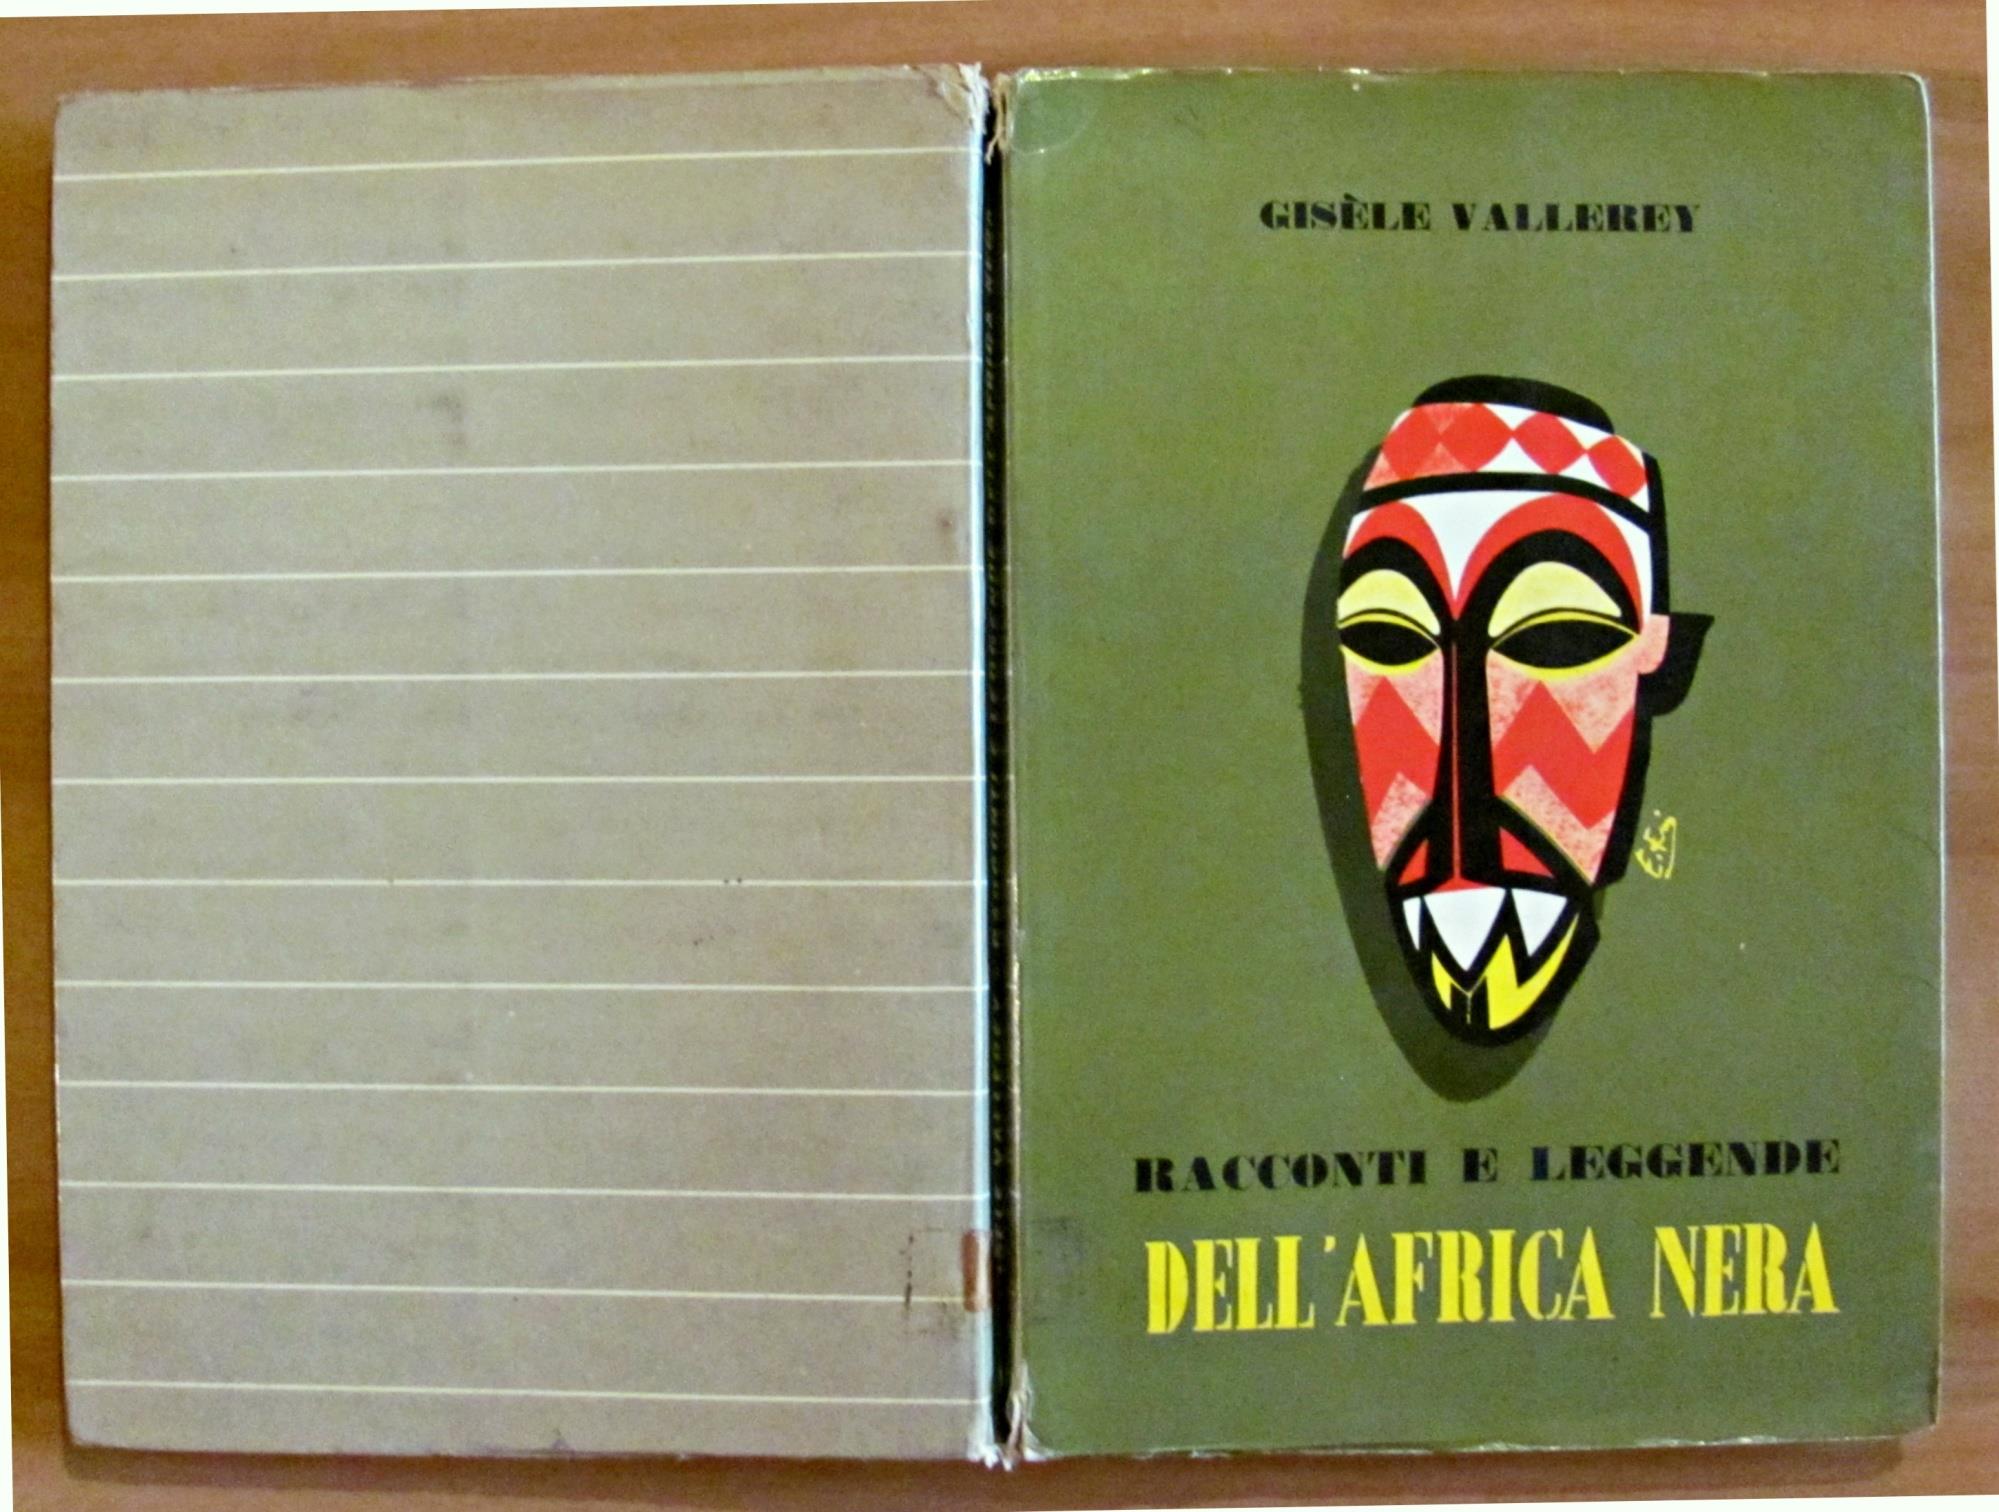 GISÈLE VALLEREY
RACCONTI E LEGGENDE
DELL'AFRICA NERA